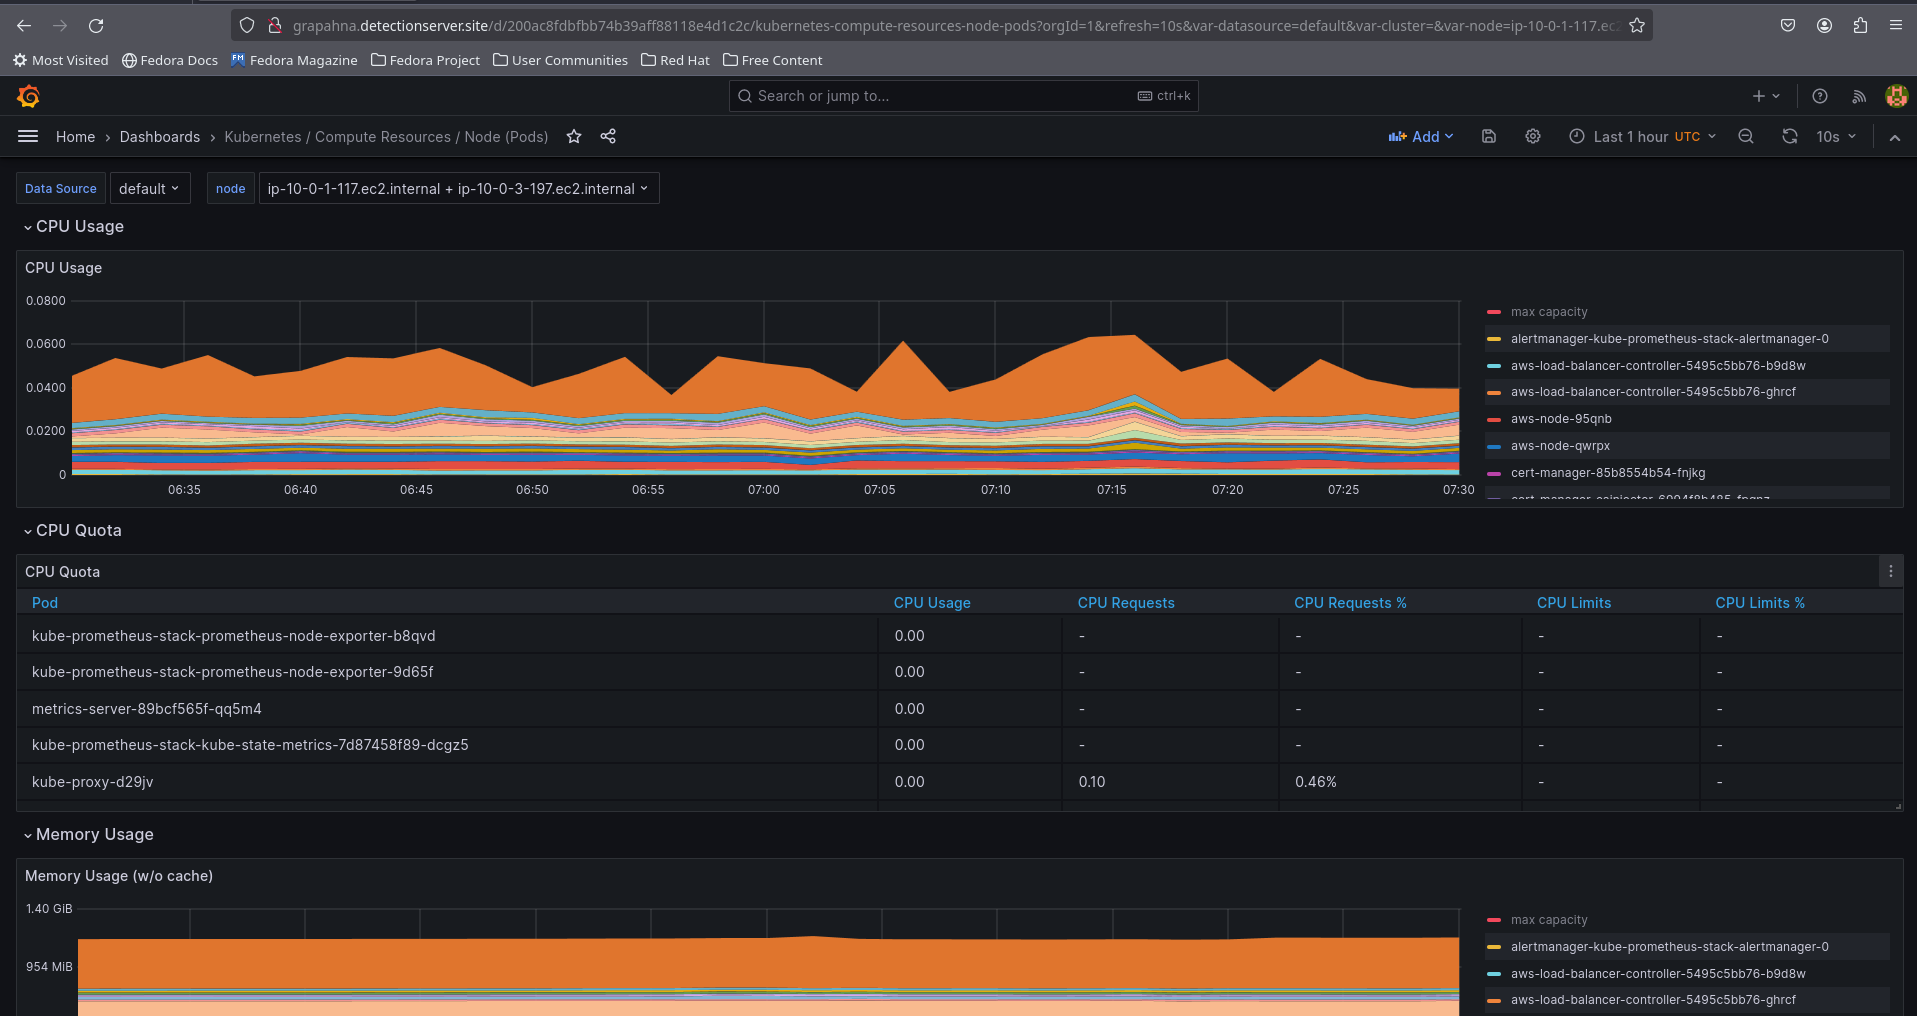 grapahna.detectionserver.site/d/200ac8fdbfbb74b39aff88118e4d1c2c/kubernetes-compute-resources-node-pods?orgId=1&refresh=10s&var-datasource=default&var-cluster=&var-node=ip-10-0-1-117.ec2
Most Visited Fedora Docs Fedora Magazine Fedora Project User Communities Red Hat Free Content
Search or jump to... ctrl+k
Home › Dashboards › Kubernetes / Compute Resources / Node (Pods) Add Last 1 hour UTC 10s
Data Source default node ip-10-0-1-117.ec2.internal + ip-10-0-3-197.ec2.internal
CPU Usage
CPU Usage
0.0800
0.0600
0.0400
0.0200
0
06:35 06:40 06:45 06:50 06:55 07:00 07:05 07:10 07:15 07:20 07:25 07:30
max capacity
alertmanager-kube-prometheus-stack-alertmanager-0
aws-load-balancer-controller-5495c5bb76-b9d8w
aws-load-balancer-controller-5495c5bb76-ghrcf
aws-node-95qnb
aws-node-qwrpx
cert-manager-85b8554b54-fnjkg
CPU Quota
CPU Quota
Pod CPU Usage CPU Requests CPU Requests % CPU Limits CPU Limits %
kube-prometheus-stack-prometheus-node-exporter-b8qvd 0.00 - - - -
kube-prometheus-stack-prometheus-node-exporter-9d65f 0.00 - - - -
metrics-server-89bcf565f-qq5m4 0.00 - - - -
kube-prometheus-stack-kube-state-metrics-7d87458f89-dcgz5 0.00 - - - -
kube-proxy-d29jv 0.00 0.10 0.46% - -
Memory Usage
Memory Usage (w/o cache)
1.40 GiB
954 MiB
max capacity
alertmanager-kube-prometheus-stack-alertmanager-0
aws-load-balancer-controller-5495c5bb76-b9d8w
aws-load-balancer-controller-5495c5bb76-ghrcf